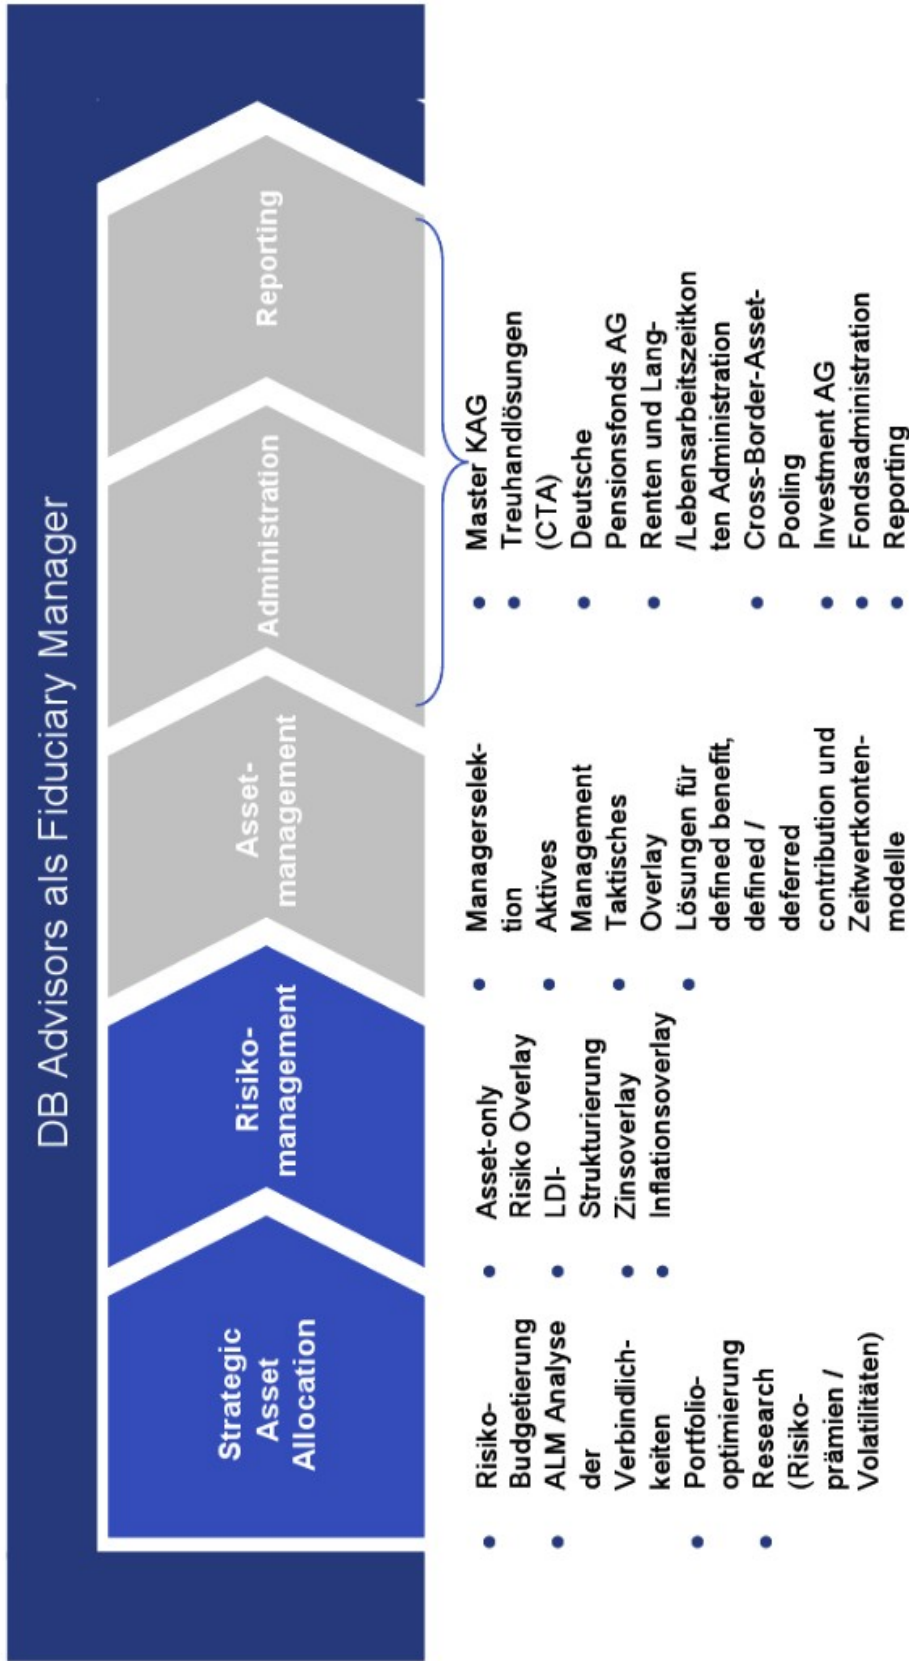 DB Advisors als Fiduciary Manager
Strategic
Asset
Allocation
Risiko-
management
Asset-
management
Administration
Reporting
• Risiko-
Budgetierung
• ALM Analyse
der
Verbindlich-
keiten
• Portfolio-
optimierung
• Research
(Risiko-
prämien /
Volatilitäten)
• Asset-only
Risiko Overlay
• LDI-
Strukturierung
• Zinsoverlay
• Inflationsoverlay
• Managerselek-
tion
• Aktives
Management
• Taktisches
Overlay
• Lösungen für
defined benefit,
defined /
deferred
contribution und
Zeitwertkonten-
modelle
• Master KAG
• Treuhandlösungen
(CTA)
• Deutsche
Pensionsfonds AG
• Renten und Lang-
/Lebensarbeitszeitkon
ten Administration
• Cross-Border-Asset-
Pooling
• Investment AG
• Fondsadministration
• Reporting